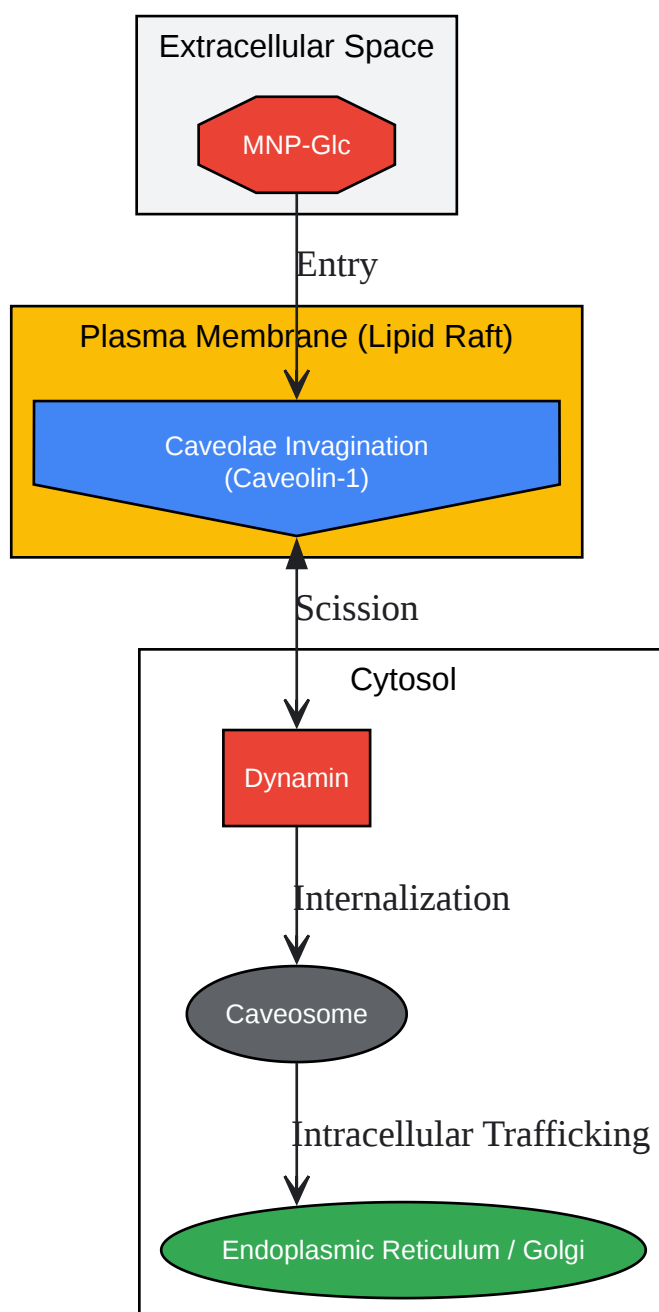 Extracellular Space
MNP-Glc
Entry
Plasma Membrane (Lipid Raft)
Caveolae Invagination
(Caveolin-1)
Scission
Cytosol
Dynamin
Internalization
Caveosome
Intracellular Trafficking
Endoplasmic Reticulum / Golgi